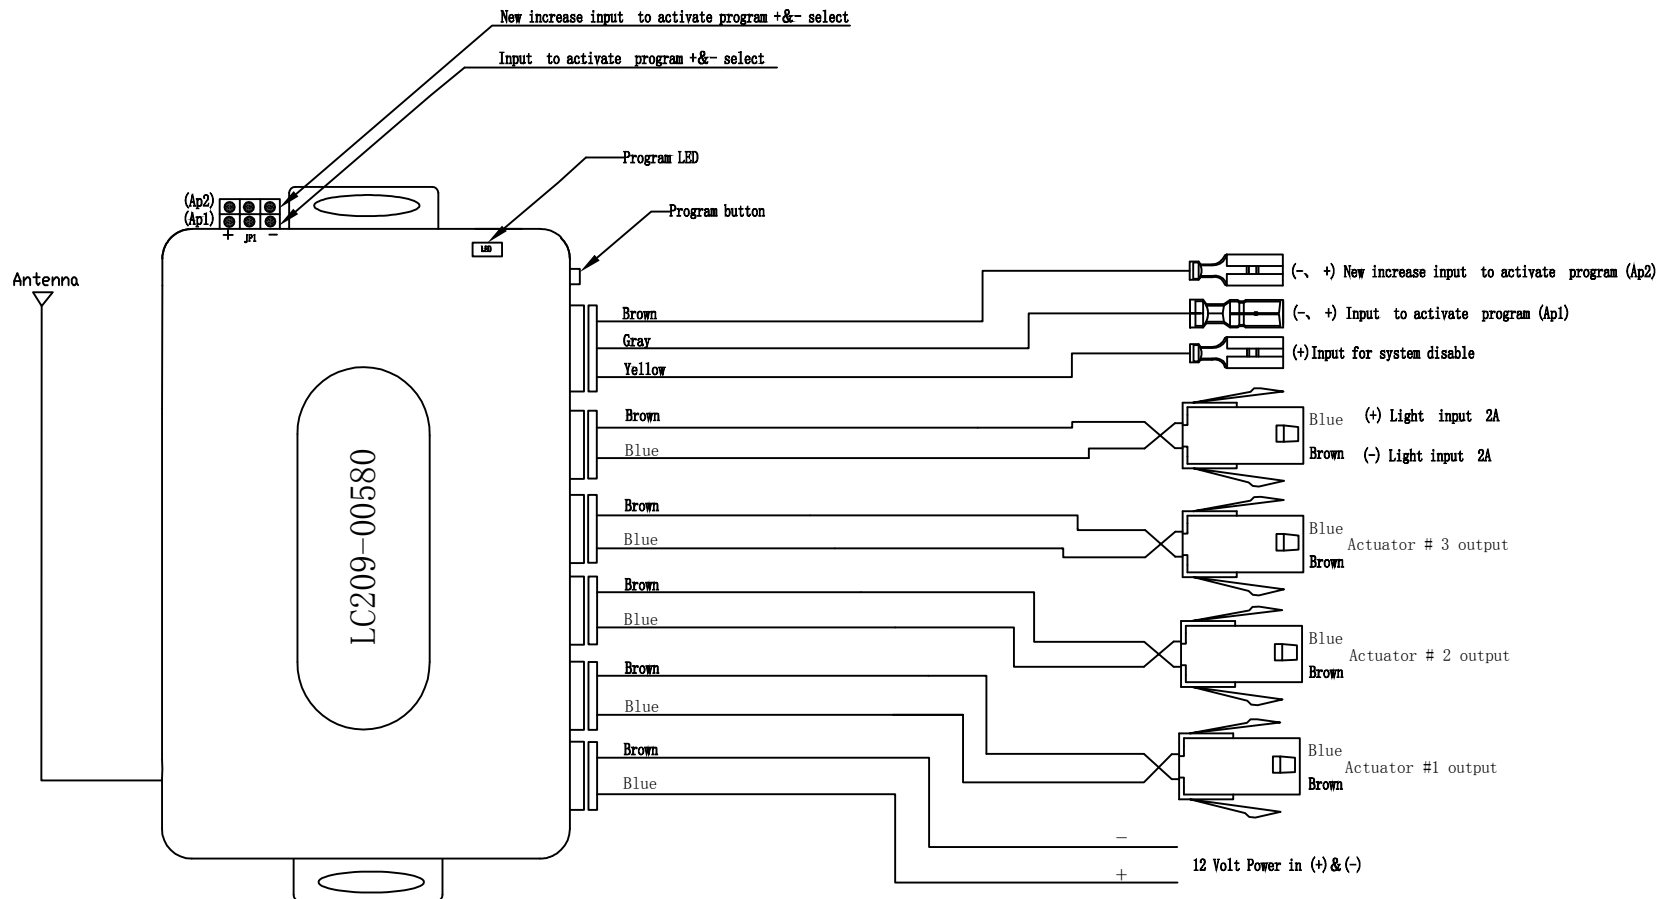 New increase input to activate program +&- select
Input to activate program +&- select
Program LED
(Ap2)
(Ap1)
+ JP1 -
LED
Program button
Antenna
Brown
(-、 +) New increase input to activate program (Ap2)
Gray
(-、 +) Input to activate program (Ap1)
Yellow
(+)Input for system disable
Brown
Blue
Blue (+) Light input 2A
Brown (-) Light input 2A
LC209-00580
Brown
Blue
Blue
Actuator # 3 output
Brown
Brown
Blue
Blue
Actuator # 2 output
Brown
Brown
Blue
Blue
Actuator #1 output
Brown
Brown
Blue
-
+
12 Volt Power in (+)&(-)